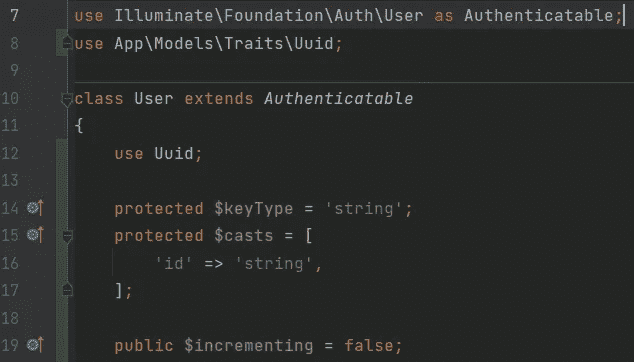 7 use Illuminate\Foundation\Auth\User as Authenticatable;
8 use App\Models\Traits\Uuid;
9
10 class User extends Authenticatable
11 {
12     use Uuid;
13
14     protected $keyType = 'string';
15     protected $casts = [
16         'id' => 'string',
17     ];
18
19     public $incrementing = false;